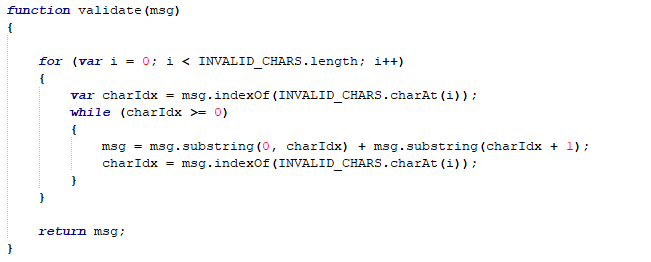 function validate(msg)
{
for (var i = 0; i < INVALID_CHARS.length; i++)
{
var charIdx = msg.indexOf(INVALID_CHARS.charAt(i));
while (charIdx >= 0)
{
msg = msg.substring(0, charIdx) + msg.substring(charIdx + 1);
charIdx = msg.indexOf(INVALID_CHARS.charAt(i));
}
}
return msg;
}